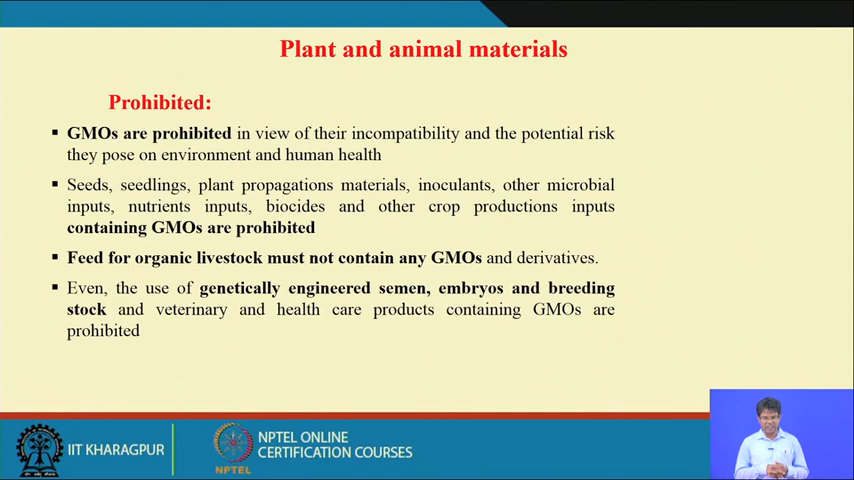 Plant and animal materials
Prohibited:
▪ GMOs are prohibited in view of their incompatibility and the potential risk
they pose on environment and human health
▪ Seeds, seedlings, plant propagations materials, inoculants, other microbial
inputs, nutrients inputs, biocides and other crop productions inputs
containing GMOs are prohibited
▪ Feed for organic livestock must not contain any GMOs and derivatives.
▪ Even, the use of genetically engineered semen, embryos and breeding
stock and veterinary and health care products containing GMOs are
prohibited
IIT KHARAGPUR
NPTEL
NPTEL ONLINE
CERTIFICATION COURSES